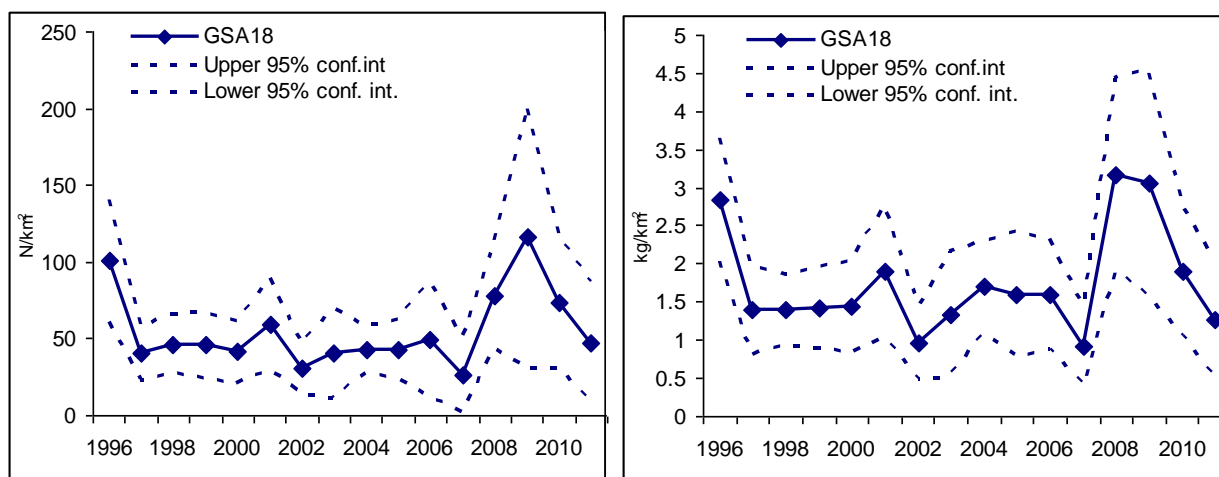 250
200
150
100
50
0
N/km²
GSA18
Upper 95% conf.int
Lower 95% conf. int.
1996 1998 2000 2002 2004 2006 2008 2010
5
4.5
4
3.5
3
2.5
2
1.5
1
0.5
0
kg/km²
GSA18
Upper 95% conf.int
Lower 95% conf. int.
1996 1998 2000 2002 2004 2006 2008 2010